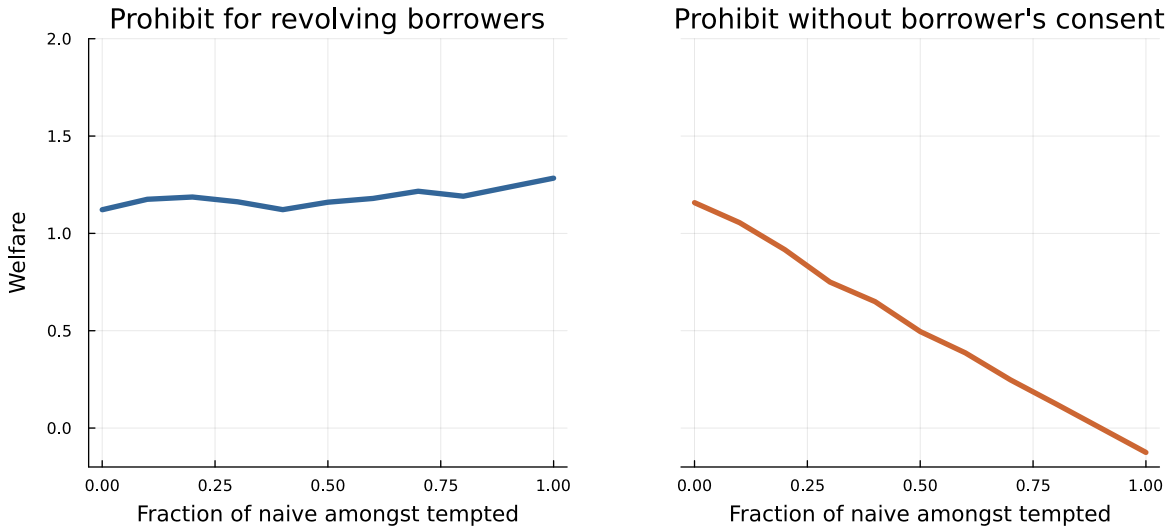 Prohibit for revolving borrowers
Prohibit without borrower's consent
Welfare
2.0
1.5
1.0
0.5
0.0
0.00 0.25 0.50 0.75 1.00
Fraction of naive amongst tempted
0.00 0.25 0.50 0.75 1.00
Fraction of naive amongst tempted